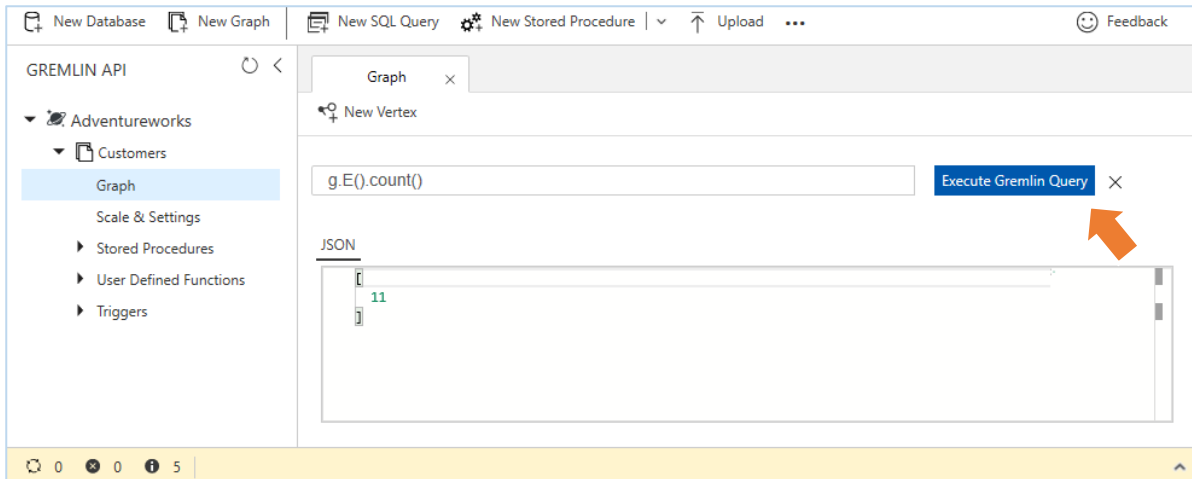 New Database New Graph New SQL Query New Stored Procedure Upload ... Feedback
GREMLIN API
Adventureworks
Customers
Graph
Scale & Settings
Stored Procedures
User Defined Functions
Triggers
Graph
New Vertex
g.E().count() Execute Gremlin Query
JSON
[
11
]
0 0 5